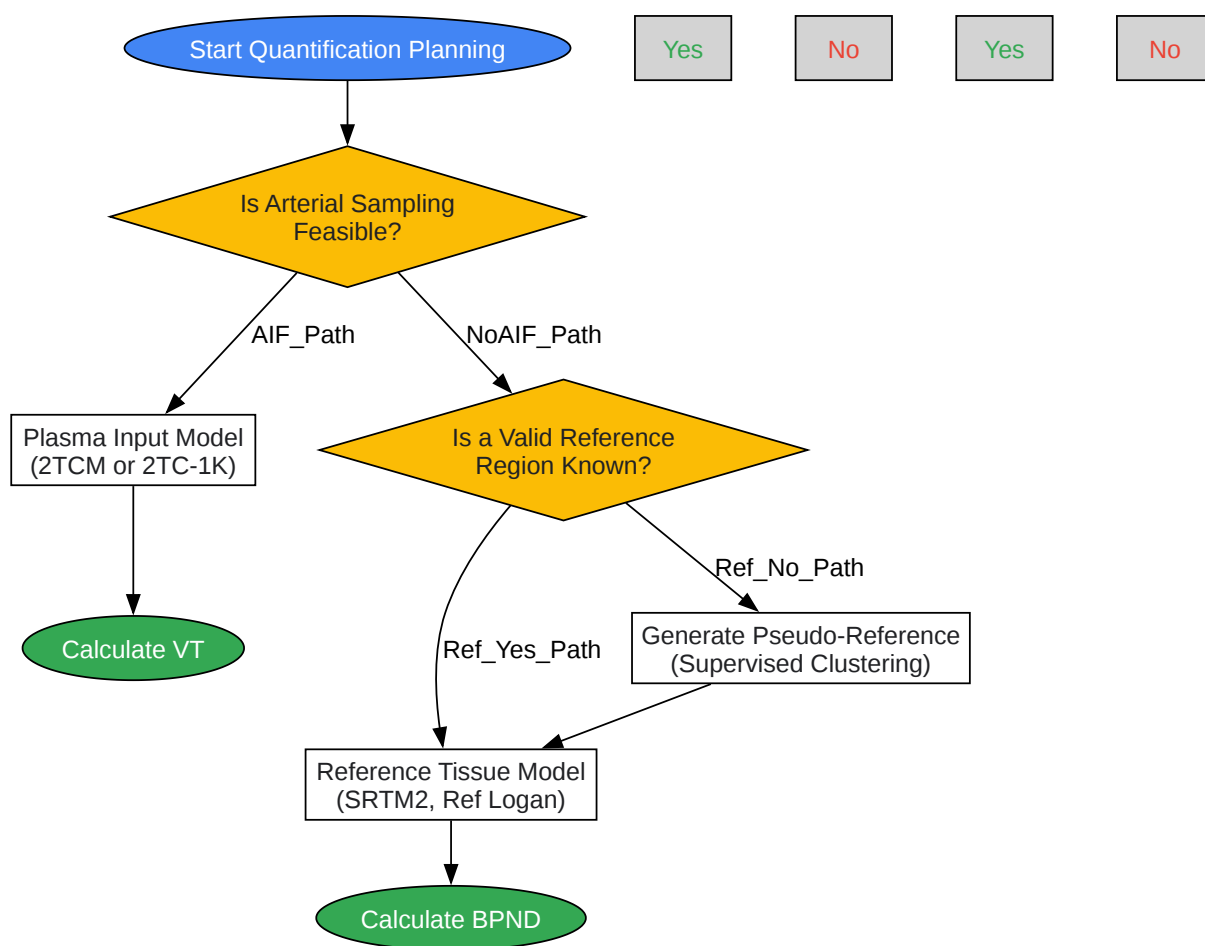 Start Quantification Planning
Yes
No
Yes
No
Is Arterial Sampling
Feasible?
AIF_Path
NoAIF_Path
Plasma Input Model
(2TCM or 2TC-1K)
Is a Valid Reference
Region Known?
Ref_No_Path
Calculate VT
Ref_Yes_Path
Generate Pseudo-Reference
(Supervised Clustering)
Reference Tissue Model
(SRTM2, Ref Logan)
Calculate BPND